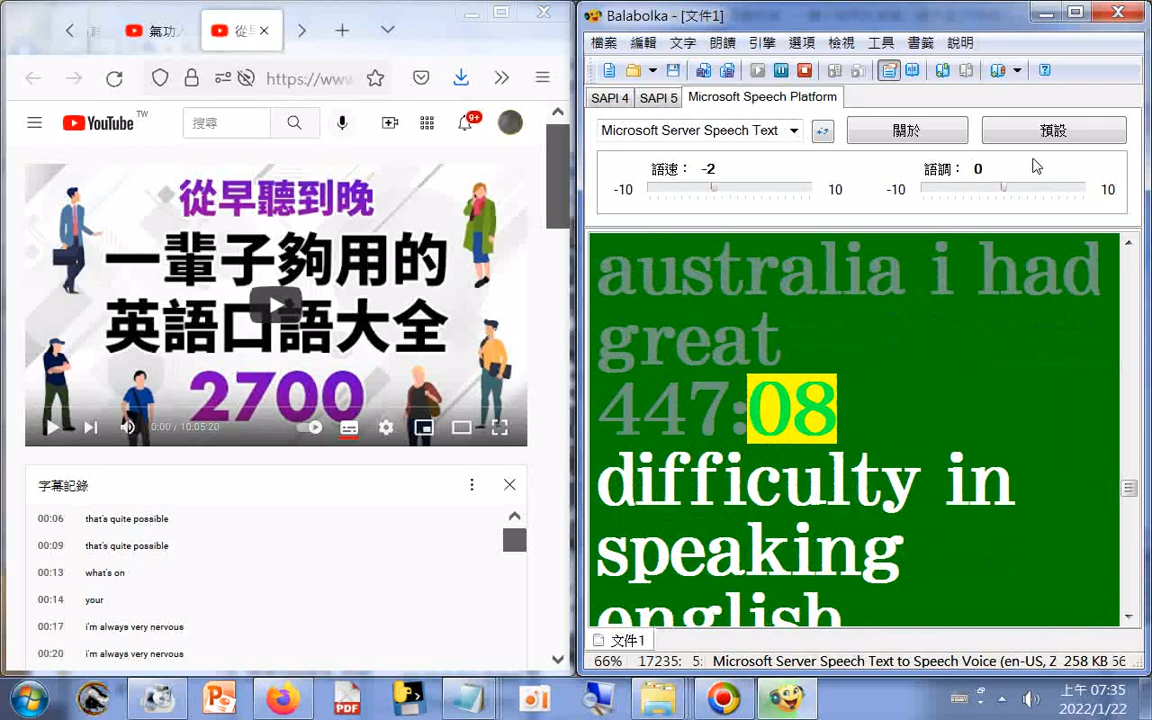 氣功
從
https://www
YouTube TW
搜尋
9+
從早聽到晚
一輩子夠用的
英語口語大全
2700
0:00 / 10:05:20
字幕記錄
00:06 that's quite possible
00:09 that's quite possible
00:13 what's on
00:14 your
00:17 i'm always very nervous
00:20 i'm always very nervous
Balabolka - [文件1]
檔案 編輯 文字 朗讀 引擎 選項 檢視 工具 書籤 說明
SAPI 4 SAPI 5 Microsoft Speech Platform
Microsoft Server Speech Text 關於 預設
語速： -2 語調： 0
-10 10 -10 10
australia i had
great
447:08
difficulty in
speaking
english
文件1
66% 17235: 5: Microsoft Server Speech Text to Speech Voice (en-US, Z 258 KB 56
PDF
上午 07:35
2022/1/22